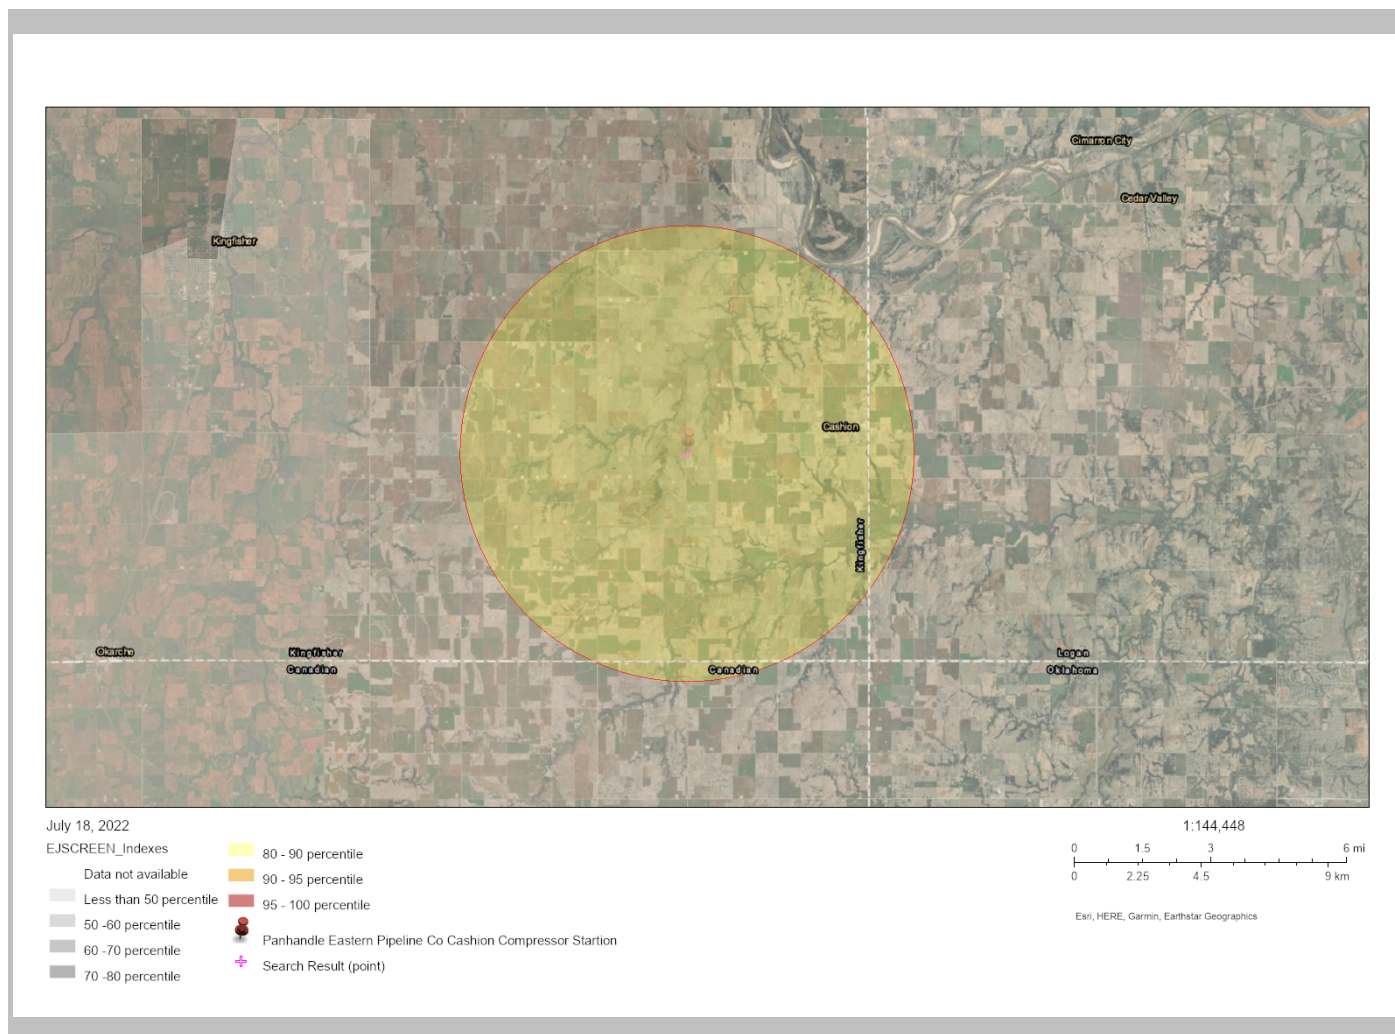 Cimarron City
Cedar Valley
Kingfisher
Cashion
Kingfisher
Okarche
Kingfisher
Canadian
Canadian
Logan
Oklahoma
July 18, 2022
1:144,448
EJSCREEN_Indexes
Data not available
Less than 50 percentile
50 -60 percentile
60 -70 percentile
70 -80 percentile
80 - 90 percentile
90 - 95 percentile
95 - 100 percentile
Panhandle Eastern Pipeline Co Cashion Compressor Startion
Search Result (point)
0 1.5 3 6 mi
0 2.25 4.5 9 km
Esri, HERE, Garmin, Earthstar Geographics